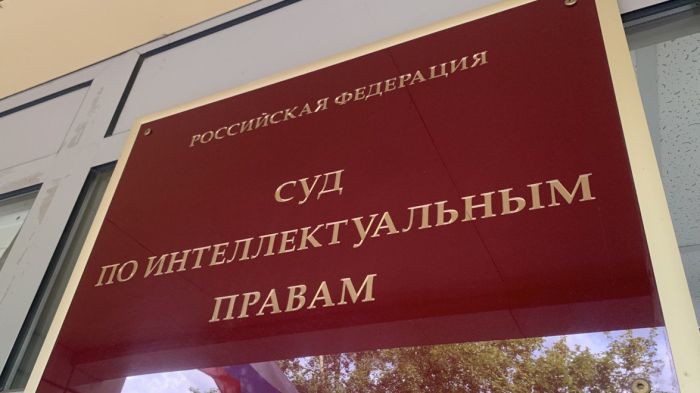 РОССИЙСКАЯ ФЕДЕРАЦИЯ
СУД
ПО ИНТЕЛЛЕКТУАЛЬНЫМ
ПРАВАМ